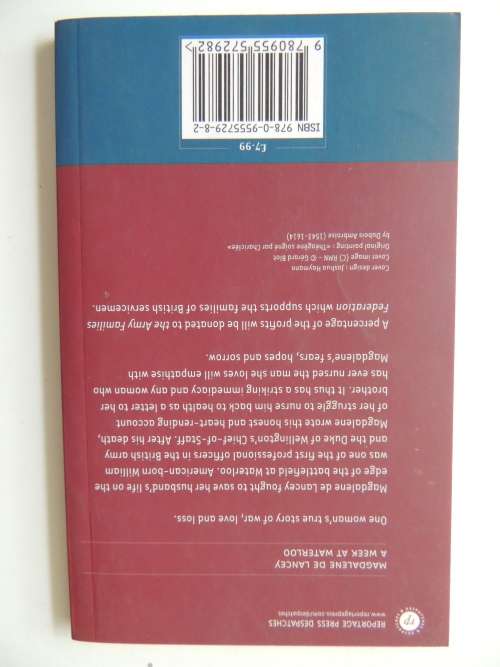 REPORTAGE PRESS DESPATCHES
www.reportagepress.com/despatches
rp
MAGDALENE DE LANCEY
A WEEK AT WATERLOO
One woman's true story of war, love and loss.
Magdalene de Lancey fought to save her husband's life on the
edge of the battlefield at Waterloo. American-born William
was one of the first professional officers in the British army
and the Duke of Wellington's Chief-of-Staff. After his death,
Magdalene wrote this honest and heart-rending account
of her struggle to nurse him back to health as a letter to her
brother. It thus has a striking immediacy and any woman who
has ever nursed the man she loves will empathise with
Magdalene's fears, hopes and sorrow.
A percentage of the profits will be donated to the Army Families
Federation which supports the families of British servicemen.
Cover design : Joshua Haymann
Cover image (C) RMN - © Gérard Blot
Original painting : «Théagène soigné par Chariclée»
by Dubois Ambroise (1543-1614)
£7.99
ISBN 978-0-9555729-8-2
9 780955 572982 >